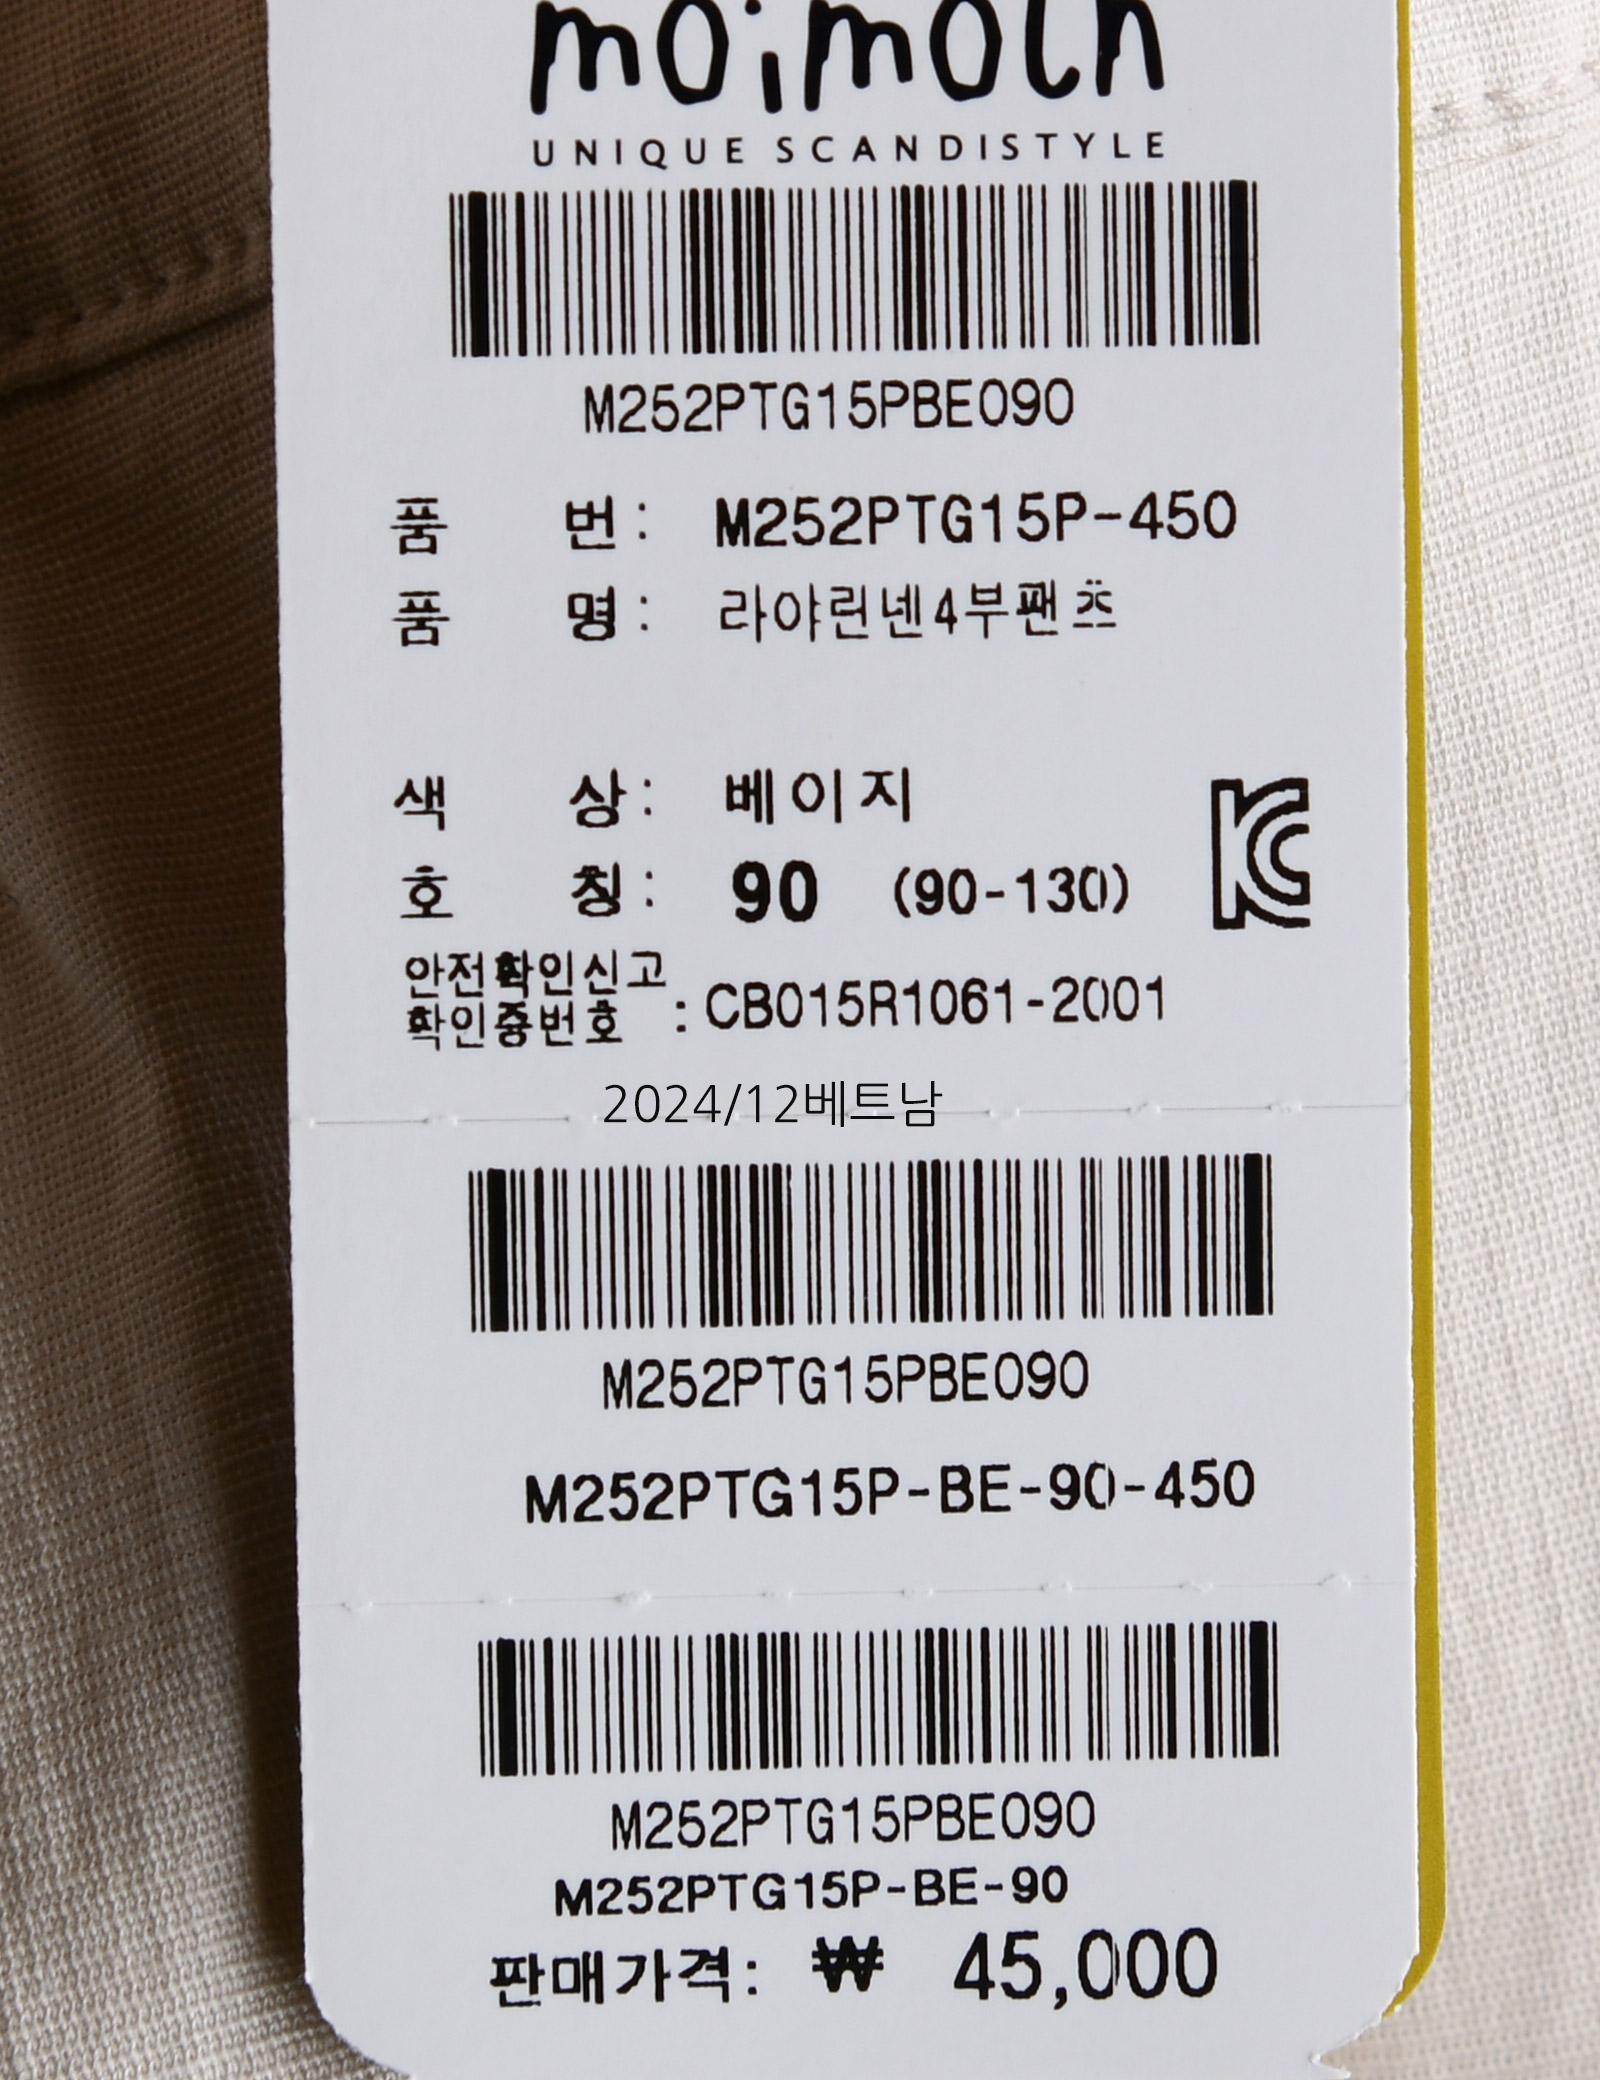 moimoln
UNIQUE SCANDISTYLE
M252PTG15PBE090
품 번 : M252PTG15P-450
품 명 : 라야린넨4부팬츠
색 상 : 베이지
호 칭 : 90 (90-130)
안전확인신고
확인증번호 : CB015R1061-2001
2024/12베트남
M252PTG15PBE090
M252PTG15P-BE-90-450
M252PTG15PBE090
M252PTG15P-BE-90
판매가격: ₩ 45,000